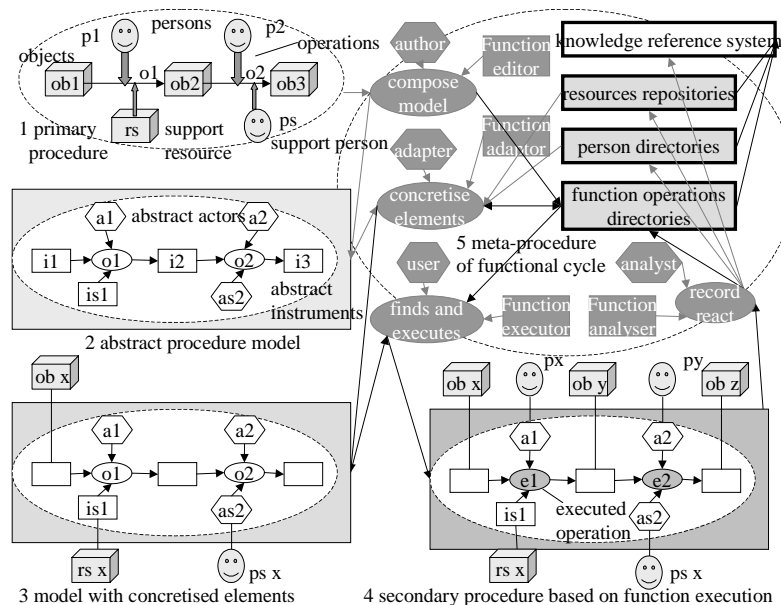 p1
persons
p2
operations
objects
ob1
o1
ob2
o2
ob3
1 primary
procedure
rs
support
resource
ps
support person
author
Function
editor
compose
model
knowledge reference system
resources repositories
adapter
Function
adaptor
person directories
concretise
elements
function operations
directories
5 meta-procedure
of functional cycle
user
analyst
finds and
executes
Function
executor
Function
analyser
record
react
a1
abstract actors
a2
i1
o1
i2
o2
i3
is1
as2
abstract
instruments
2 abstract procedure model
ob x
a1
a2
o1
o2
is1
as2
rs x
ps x
3 model with concretised elements
px
py
ob x
ob y
ob z
a1
a2
e1
e2
is1
executed
operation
as2
rs x
ps x
4 secondary procedure based on function execution